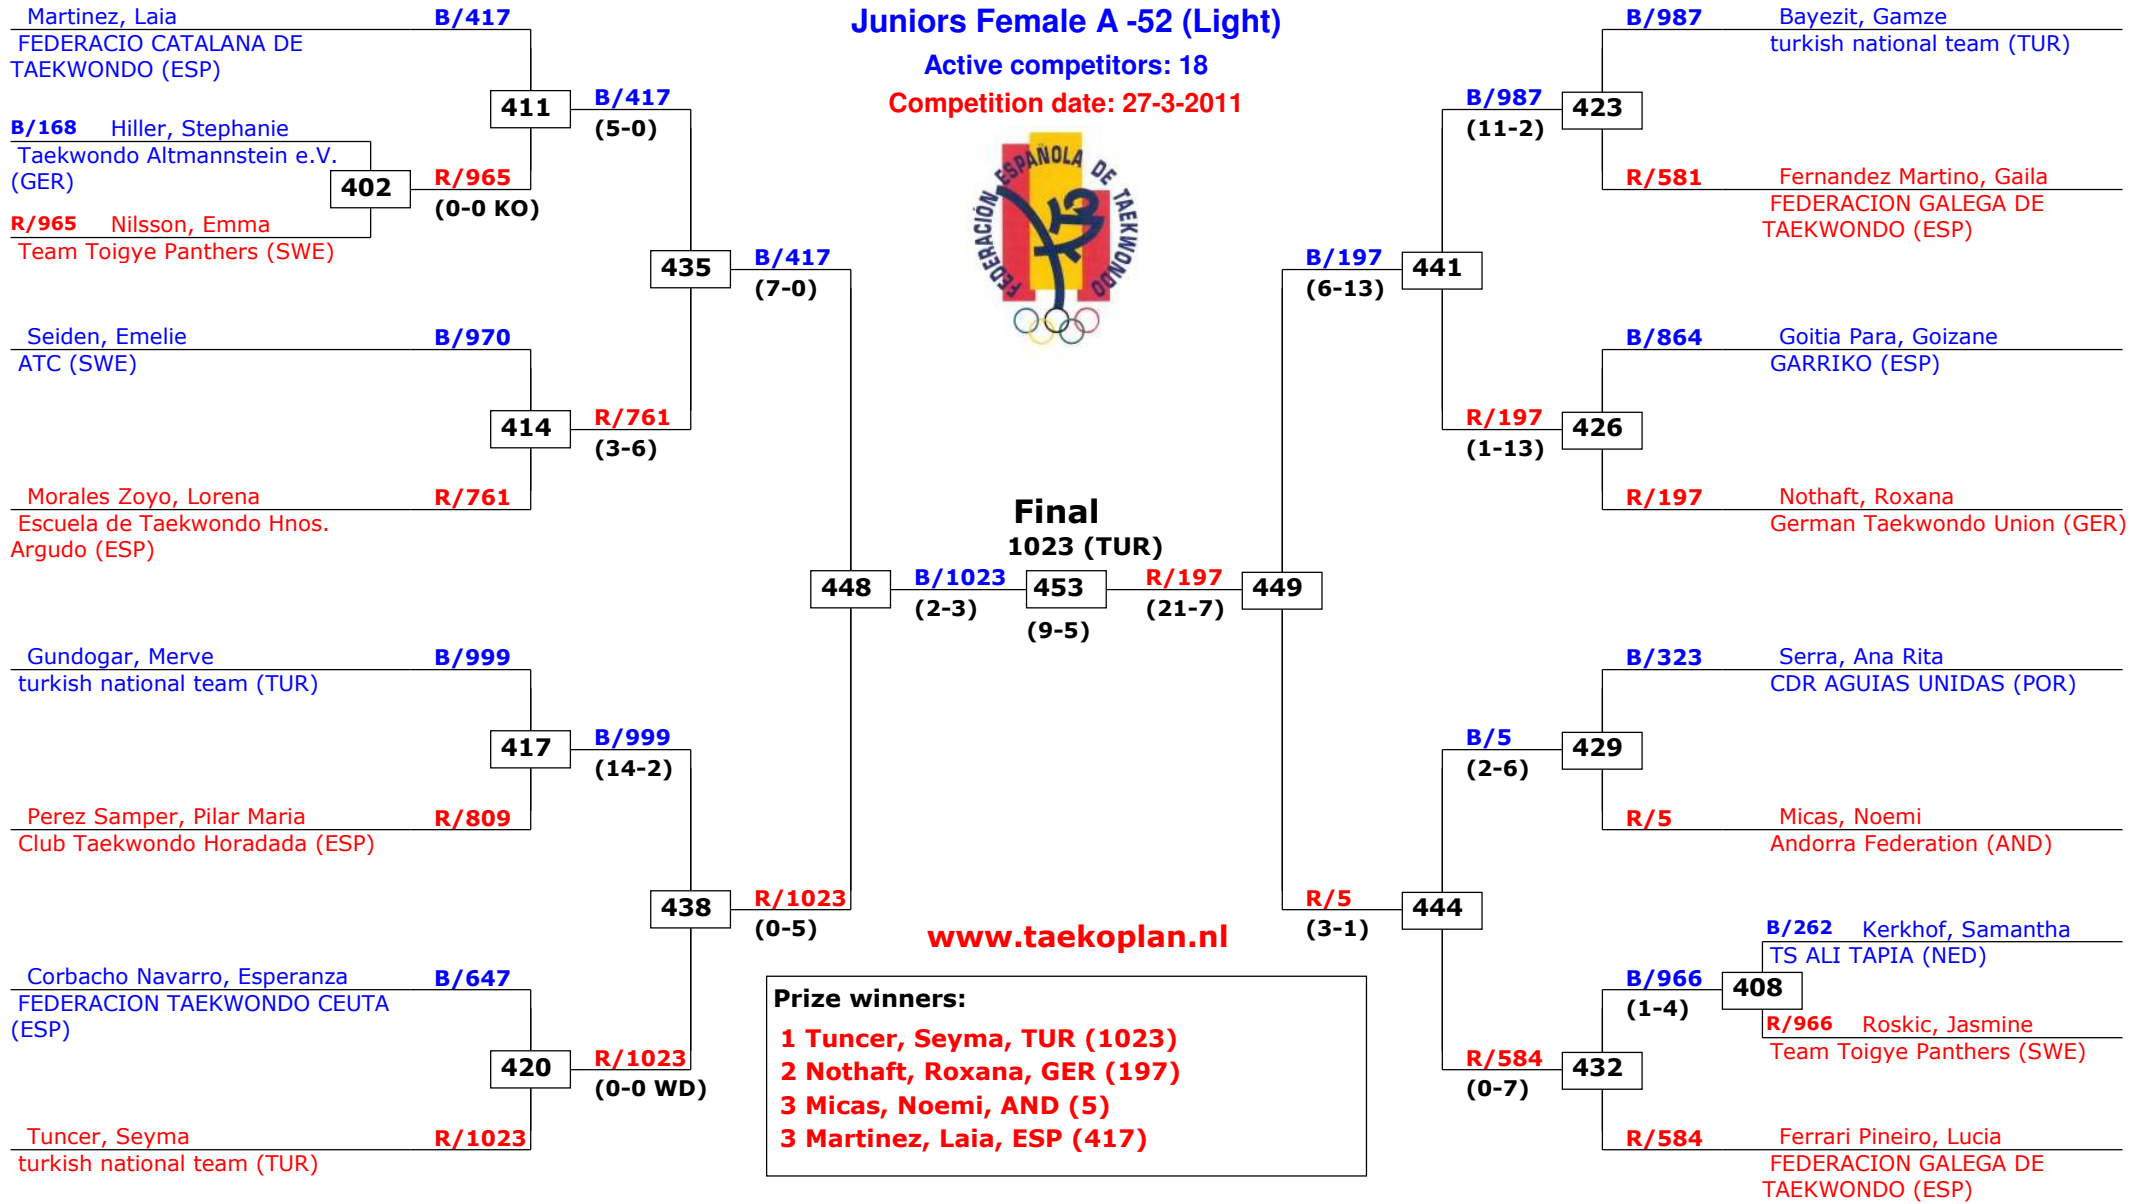 Juniors Female A -52 (Light)
Active competitors: 18
Competition date: 27-3-2011
FEDERACIÓN ESPAÑOLA DE TAEKWONDO
Martinez, Laia B/417
FEDERACIO CATALANA DE
TAEKWONDO (ESP)
411
B/417
(5-0)
B/168 Hiller, Stephanie
Taekwondo Altmannstein e.V.
(GER)
402
R/965
(0-0 KO)
R/965 Nilsson, Emma
Team Toigye Panthers (SWE)
435
B/417
(7-0)
Seiden, Emelie B/970
ATC (SWE)
414
R/761
(3-6)
Morales Zoyo, Lorena R/761
Escuela de Taekwondo Hnos.
Argudo (ESP)
448
B/1023
(2-3)
Gundogar, Merve B/999
turkish national team (TUR)
417
B/999
(14-2)
Perez Samper, Pilar Maria R/809
Club Taekwondo Horadada (ESP)
438
R/1023
(0-5)
Corbacho Navarro, Esperanza B/647
FEDERACION TAEKWONDO CEUTA
(ESP)
420
R/1023
(0-0 WD)
Tuncer, Seyma R/1023
turkish national team (TUR)
Final
1023 (TUR)
453
(9-5)
R/197
(21-7)
449
B/987 Bayezit, Gamze
turkish national team (TUR)
B/987
(11-2)
423
R/581 Fernandez Martino, Gaila
FEDERACION GALEGA DE
TAEKWONDO (ESP)
B/197
(6-13)
441
B/864 Goitia Para, Goizane
GARRIKO (ESP)
R/197
(1-13)
426
R/197 Nothaft, Roxana
German Taekwondo Union (GER)
B/323 Serra, Ana Rita
CDR AGUIAS UNIDAS (POR)
B/5
(2-6)
429
R/5 Micas, Noemi
Andorra Federation (AND)
R/5
(3-1)
444
B/262 Kerkhof, Samantha
TS ALI TAPIA (NED)
B/966
(1-4)
408
R/966 Roskic, Jasmine
Team Toigye Panthers (SWE)
R/584
(0-7)
432
R/584 Ferrari Pineiro, Lucia
FEDERACION GALEGA DE
TAEKWONDO (ESP)
www.taekoplan.nl
Prize winners:
1 Tuncer, Seyma, TUR (1023)
2 Nothaft, Roxana, GER (197)
3 Micas, Noemi, AND (5)
3 Martinez, Laia, ESP (417)